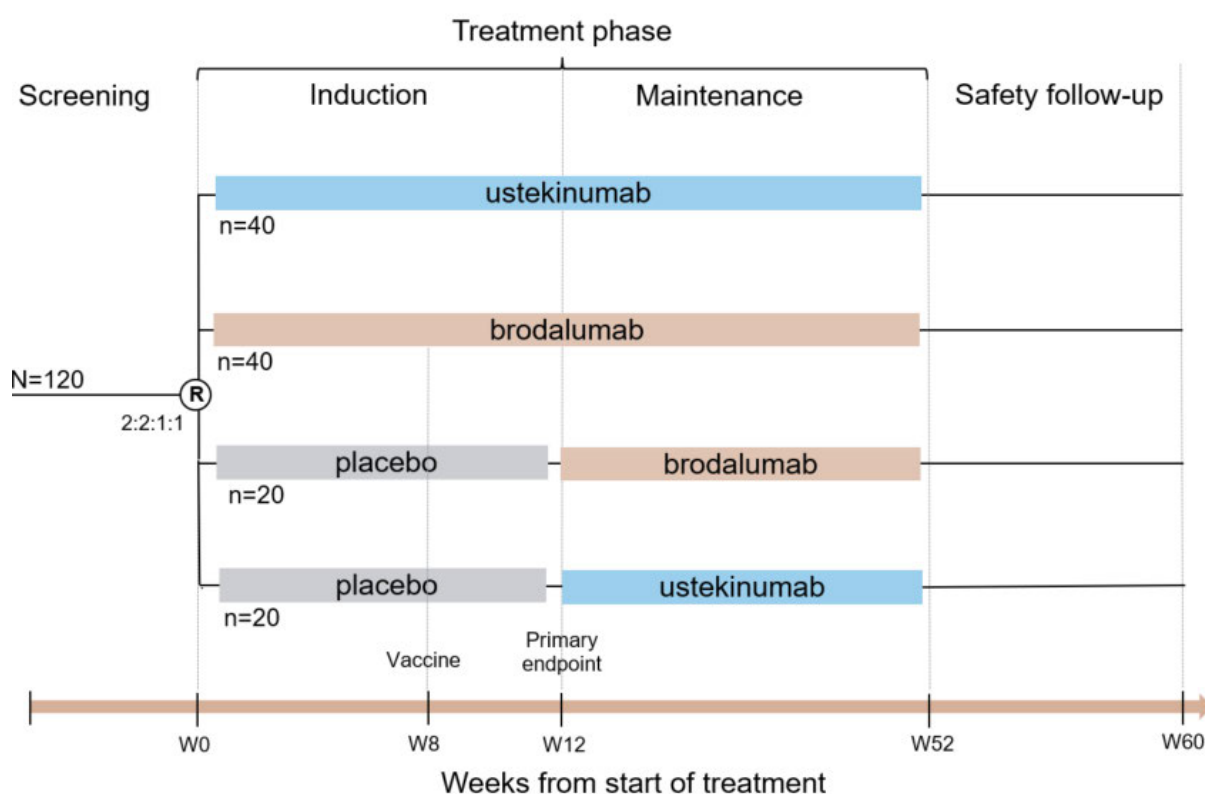 Treatment phase
Screening
Induction
Maintenance
Safety follow-up
ustekinumab
n=40
brodalumab
n=40
N=120
R
2:2:1:1
placebo
brodalumab
n=20
placebo
ustekinumab
n=20
Vaccine
Primary
endpoint
W0
W8
W12
W52
W60
Weeks from start of treatment